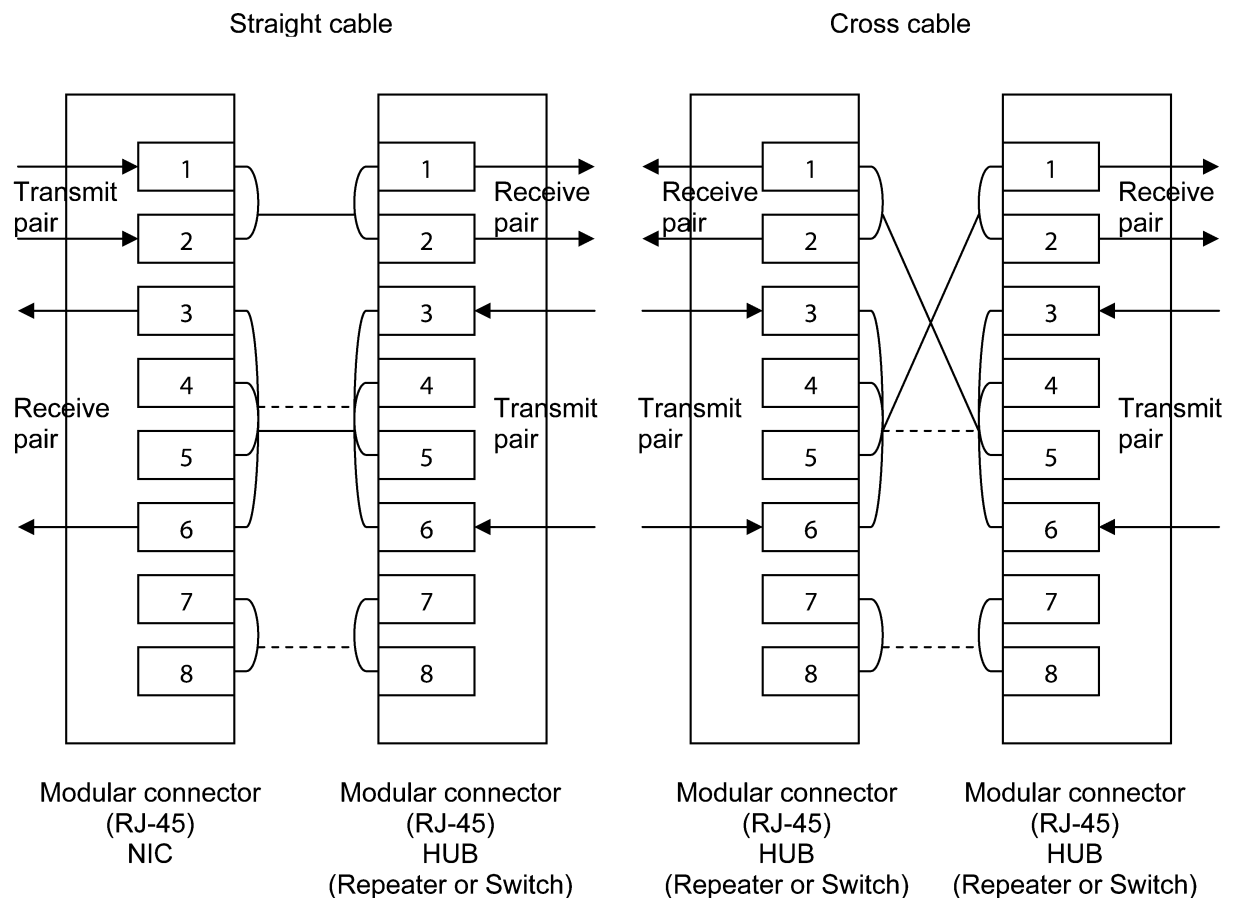 Straight cable
Cross cable
1 1 1 1
Transmit
pair
Receive
pair
Receive
pair
Receive
pair
2 2 2 2
3 3 3 3
4 4 4 4
Receive
pair
Transmit
pair
Transmit
pair
Transmit
pair
5 5 5 5
6 6 6 6
7 7 7 7
8 8 8 8
Modular connector
(RJ-45)
NIC
Modular connector
(RJ-45)
HUB
(Repeater or Switch)
Modular connector
(RJ-45)
HUB
(Repeater or Switch)
Modular connector
(RJ-45)
HUB
(Repeater or Switch)